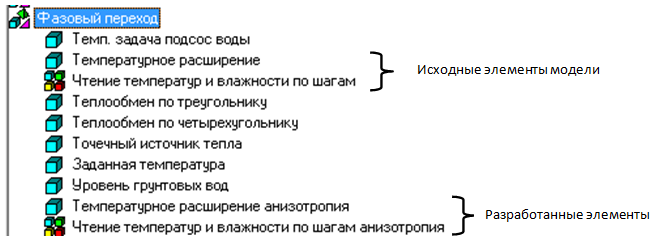 Фазовый переход
Темп. задача подсос воды
Температурное расширение
Чтение температур и влажности по шагам
Исходные элементы модели
Теплообмен по треугольнику
Теплообмен по четырехугольнику
Точечный источник тепла
Заданная температура
Уровень грунтовых вод
Температурное расширение анизотропия
Чтение температур и влажности по шагам анизотропия
Разработанные элементы